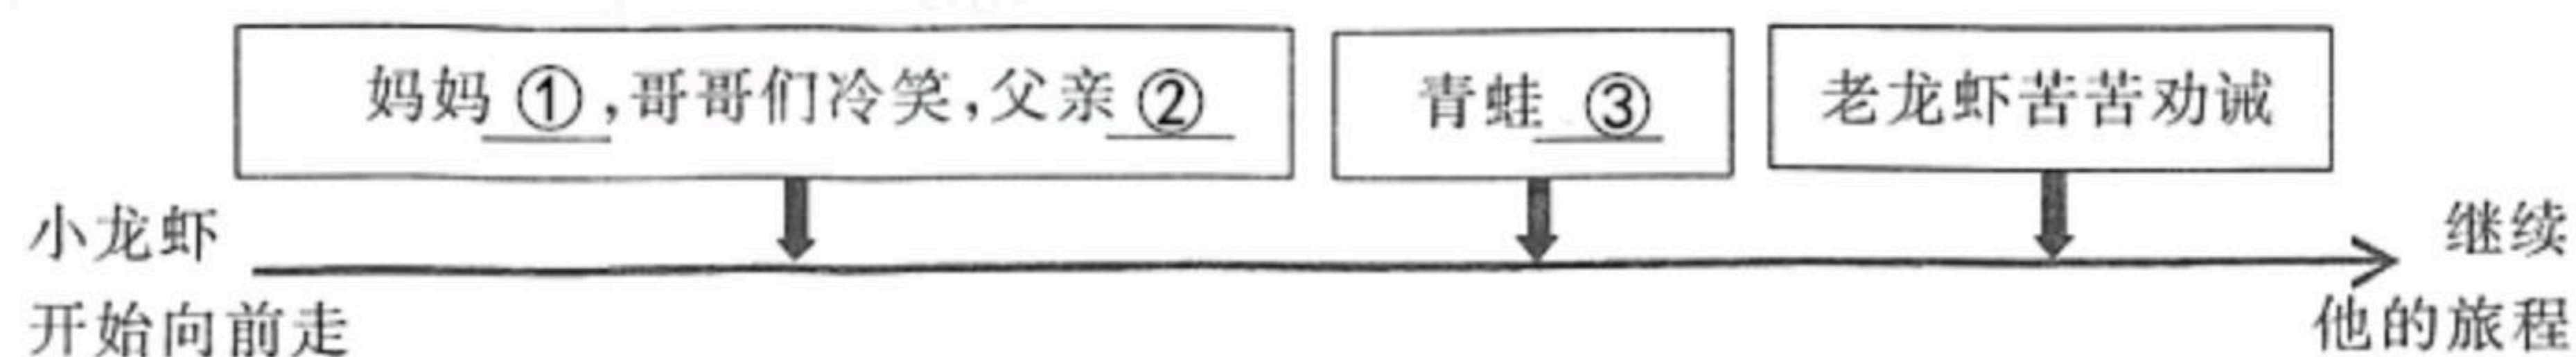 妈妈 ① ,哥哥们冷笑,父亲 ②
青蛙 ③
老龙虾苦苦劝诫
小龙虾
开始向前走
继续
他的旅程